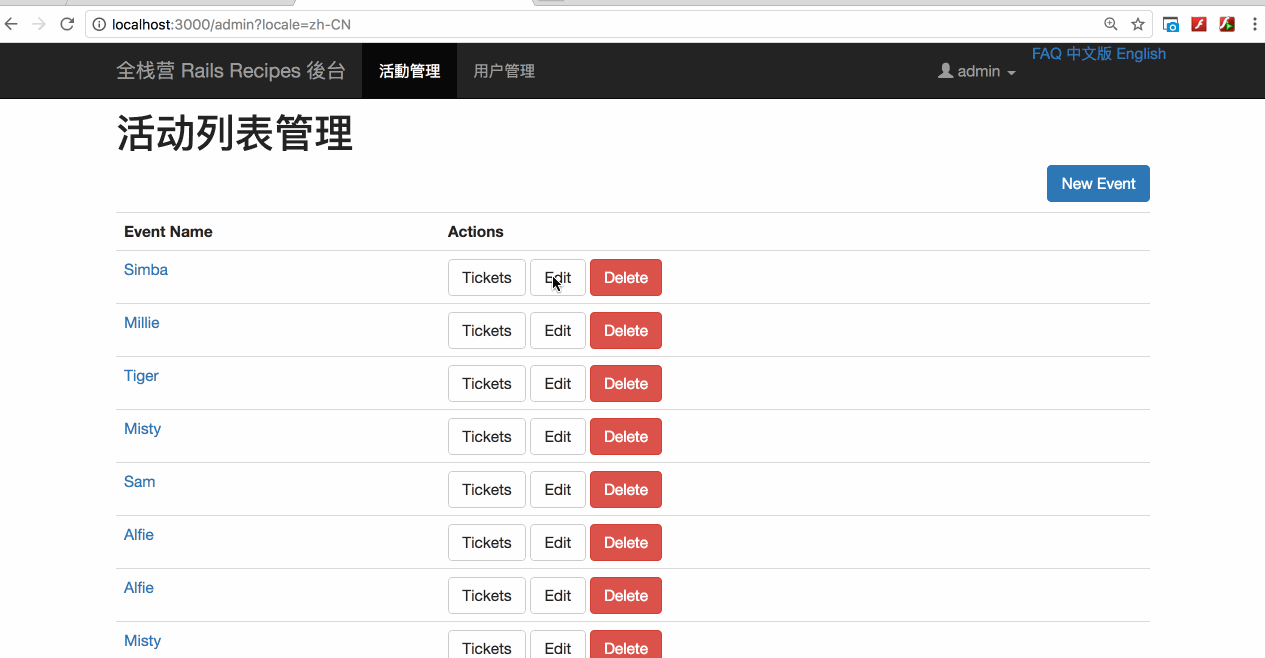 localhost:3000/admin?locale=zh-CN
全栈营 Rails Recipes 後台 活動管理 用户管理 admin FAQ 中文版 English
活动列表管理
New Event
Event Name Actions
Simba Tickets Edit Delete
Millie Tickets Edit Delete
Tiger Tickets Edit Delete
Misty Tickets Edit Delete
Sam Tickets Edit Delete
Alfie Tickets Edit Delete
Alfie Tickets Edit Delete
Misty Tickets Edit Delete